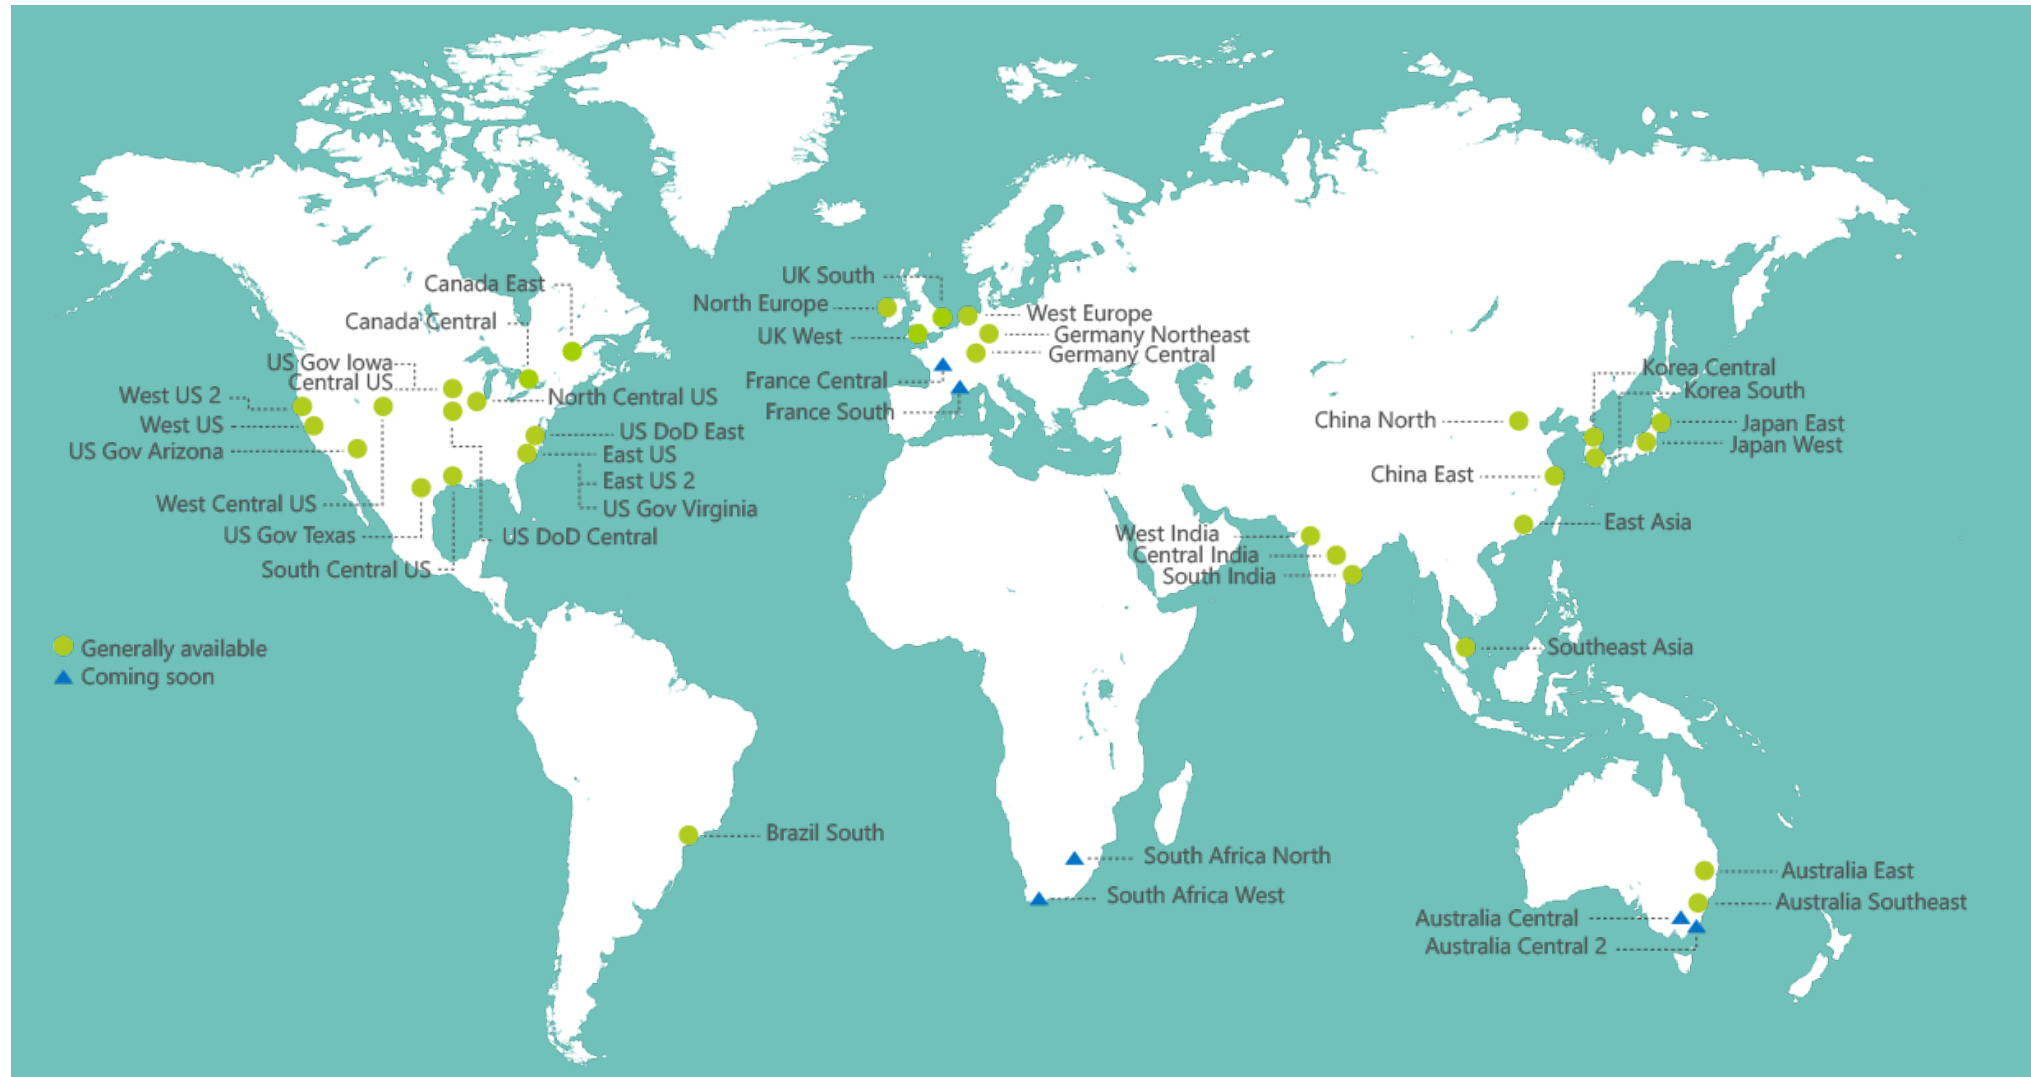 UK South
Canada East
North Europe
West Europe
Canada Central
Germany Northeast
UK West
Germany Central
US Gov Iowa
Korea Central
Central US
France Central
Korea South
West US 2
North Central US
France South
China North
Japan East
West US
US DoD East
Japan West
US Gov Arizona
East US
China East
East US 2
West Central US
US Gov Virginia
East Asia
US Gov Texas
US DoD Central
West India
Central India
South Central US
South India
Generally available
Southeast Asia
Coming soon
Brazil South
South Africa North
Australia East
South Africa West
Australia Southeast
Australia Central
Australia Central 2